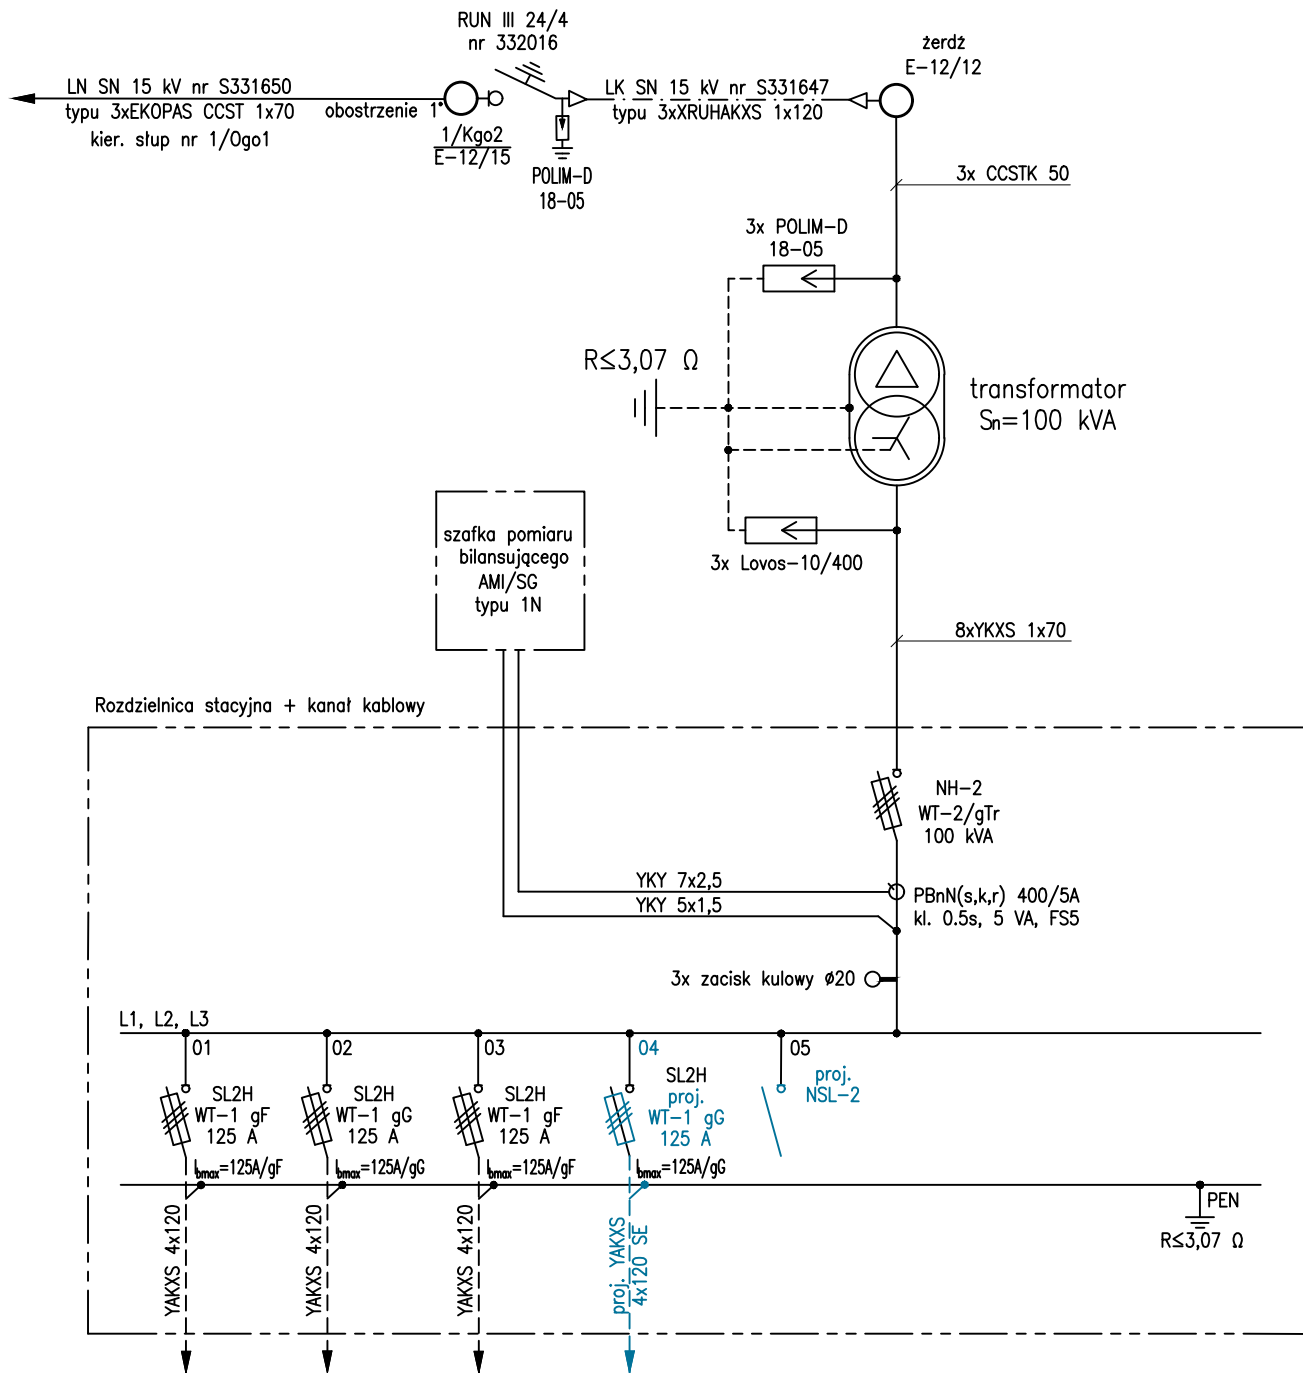 RUN III 24/4
nr 332016
żerdź
E-12/12
LN SN 15 kV nr S331650
typu 3xEKOPAS CCST 1x70
obostrzenie 1°
kier. słup nr 1/Ogo1
1/Kgo2
E-12/15
POLIM-D
18-05
LK SN 15 kV nr S331647
typu 3xXRUHAKXS 1x120
3x CCSTK 50
3x POLIM-D
18-05
R≤3,07 Ω
transformator
Sn=100 kVA
szafka pomiaru
bilansującego
AMI/SG
typu 1N
3x Lovos-10/400
8xYKXS 1x70
Rozdzielnica stacyjna + kanał kablowy
NH-2
WT-2/gTr
100 kVA
YKY 7x2,5
YKY 5x1,5
PBnN(s,k,r) 400/5A
kl. 0.5s, 5 VA, FS5
3x zacisk kulowy ø20
L1, L2, L3
01
02
03
04
05
SL2H
WT-1 gF
125 A
SL2H
WT-1 gG
125 A
SL2H
WT-1 gF
125 A
SL2H
proj.
WT-1 gG
125 A
proj.
NSL-2
Ibmax=125A/gF
Ibmax=125A/gG
Ibmax=125A/gF
Ibmax=125A/gG
PEN
R≤3,07 Ω
YAKXS 4x120
YAKXS 4x120
YAKXS 4x120
proj. YAKXS
4x120 SE